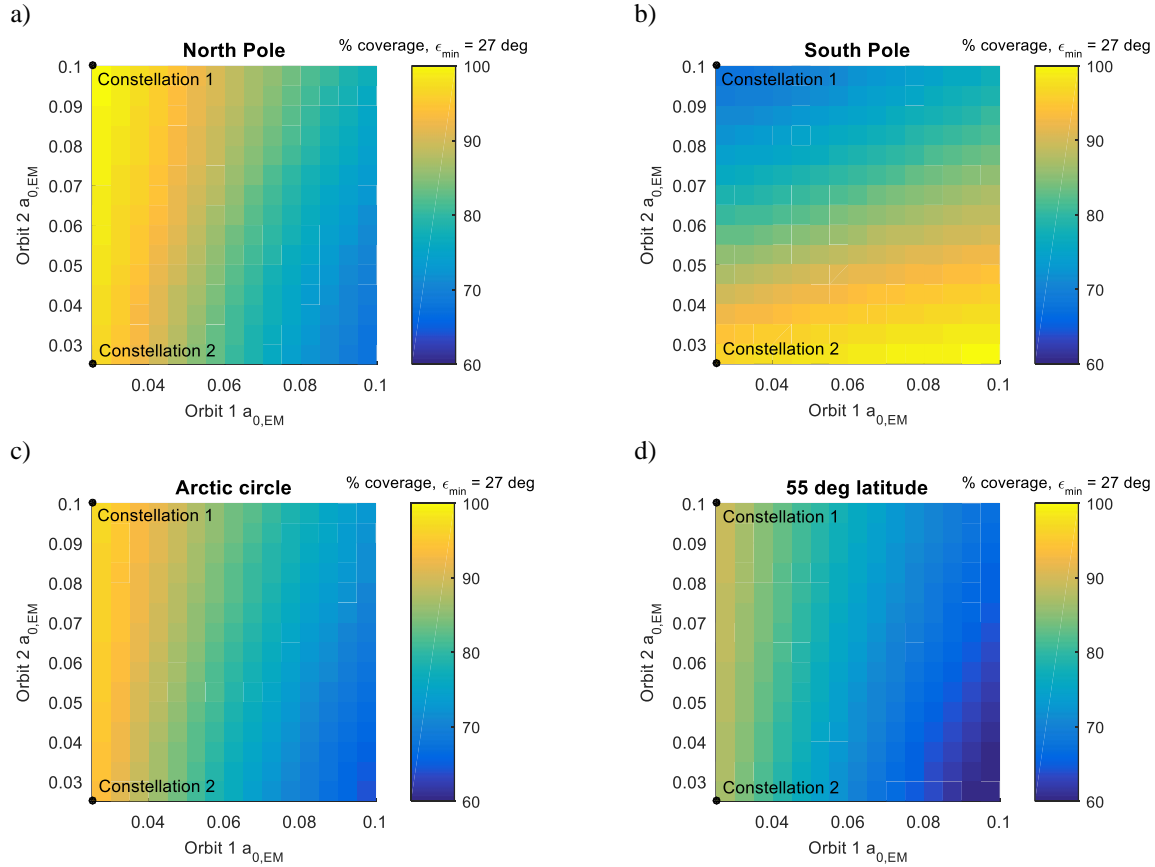 a)
North Pole
% coverage, ϵmin = 27 deg
Constellation 1
Constellation 2
0.1
0.09
0.08
0.07
0.06
0.05
0.04
0.03
Orbit 2 a0,EM
0.04 0.06 0.08 0.1
Orbit 1 a0,EM
100
90
80
70
60
b)
South Pole
% coverage, ϵmin = 27 deg
Constellation 1
Constellation 2
0.1
0.09
0.08
0.07
0.06
0.05
0.04
0.03
Orbit 2 a0,EM
0.04 0.06 0.08 0.1
Orbit 1 a0,EM
100
90
80
70
60
c)
Arctic circle
% coverage, ϵmin = 27 deg
Constellation 1
Constellation 2
0.1
0.09
0.08
0.07
0.06
0.05
0.04
0.03
Orbit 2 a0,EM
0.04 0.06 0.08 0.1
Orbit 1 a0,EM
100
90
80
70
60
d)
55 deg latitude
% coverage, ϵmin = 27 deg
Constellation 1
Constellation 2
0.1
0.09
0.08
0.07
0.06
0.05
0.04
0.03
Orbit 2 a0,EM
0.04 0.06 0.08 0.1
Orbit 1 a0,EM
100
90
80
70
60